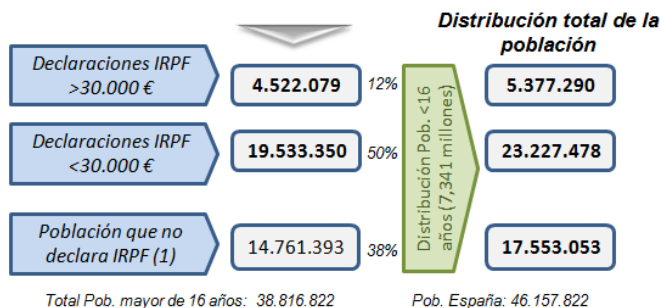 Distribución total de la
población
Declaraciones IRPF
>30.000 €
4.522.079
12%
5.377.290
Declaraciones IRPF
<30.000 €
19.533.350
50%
23.227.478
Distribución Pob. <16
años (7,341 millones)
Población que no
declara IRPF (1)
14.761.393
38%
17.553.053
Total Pob. mayor de 16 años: 38.816.822
Pob. España: 46.157.822